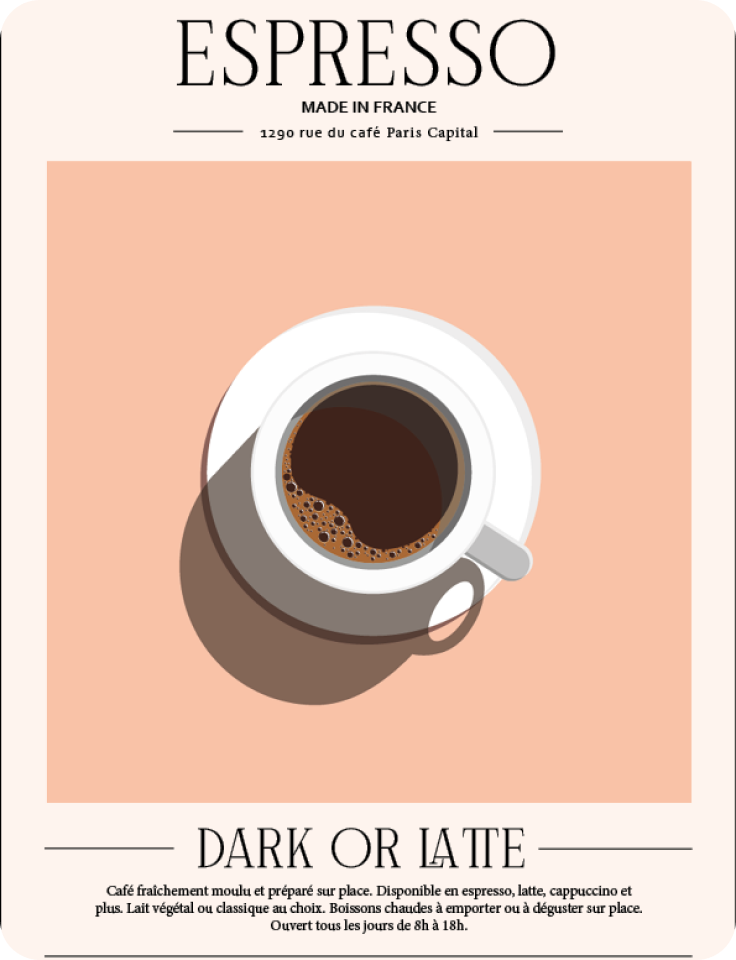 ESPRESSO
MADE IN FRANCE
1290 rue du café Paris Capital
DARK OR LATTE
Café fraîchement moulu et préparé sur place. Disponible en espresso, latte, cappuccino et
plus. Lait végétal ou classique au choix. Boissons chaudes à emporter ou à déguster sur place.
Ouvert tous les jours de 8h à 18h.